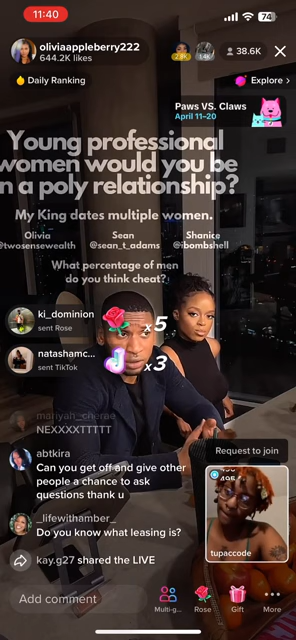 11:40
74
oliviaappleberry222
644.2K likes
38.6K
Daily Ranking
Explore >
Paws VS. Claws
April 11-20
Young professional
women would you be
n a poly relationship?
My King dates multiple women.
Olivia Sean Shanice
@twosensewealth @sean_t_adams @ibombshell
What percentage of men
do you think cheat?
ki_dominion
sent Rose
x5
natashamc...
sent TikTok
x3
mariyah_cherae
NEXXXXTTTTT
Request to join
abtkira
Can you get off and give other
people a chance to ask
questions thank u
_lifewithamber_
Do you know what leasing is?
tupaccode
kay.g27 shared the LIVE
Add comment
Multi-g...
Rose
Gift
More